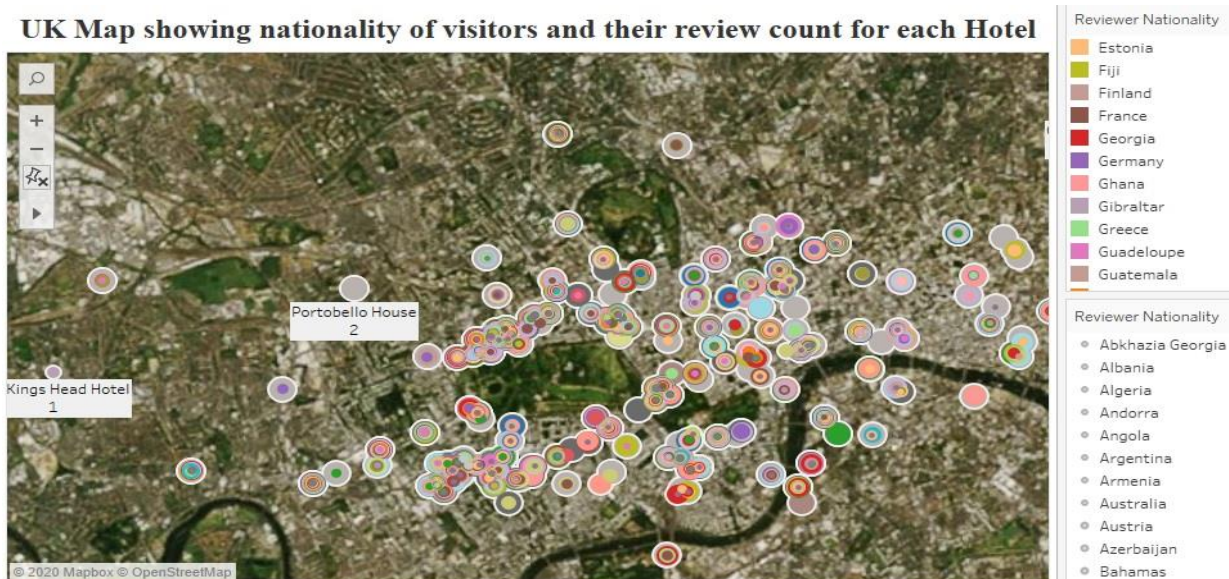 UK Map showing nationality of visitors and their review count for each Hotel
Portobello House
2
Kings Head Hotel
1
© 2020 Mapbox © OpenStreetMap
Reviewer Nationality
Estonia
Fiji
Finland
France
Georgia
Germany
Ghana
Gibraltar
Greece
Guadeloupe
Guatemala
Reviewer Nationality
Abkhazia Georgia
Albania
Algeria
Andorra
Angola
Argentina
Armenia
Australia
Austria
Azerbaijan
Bahamas